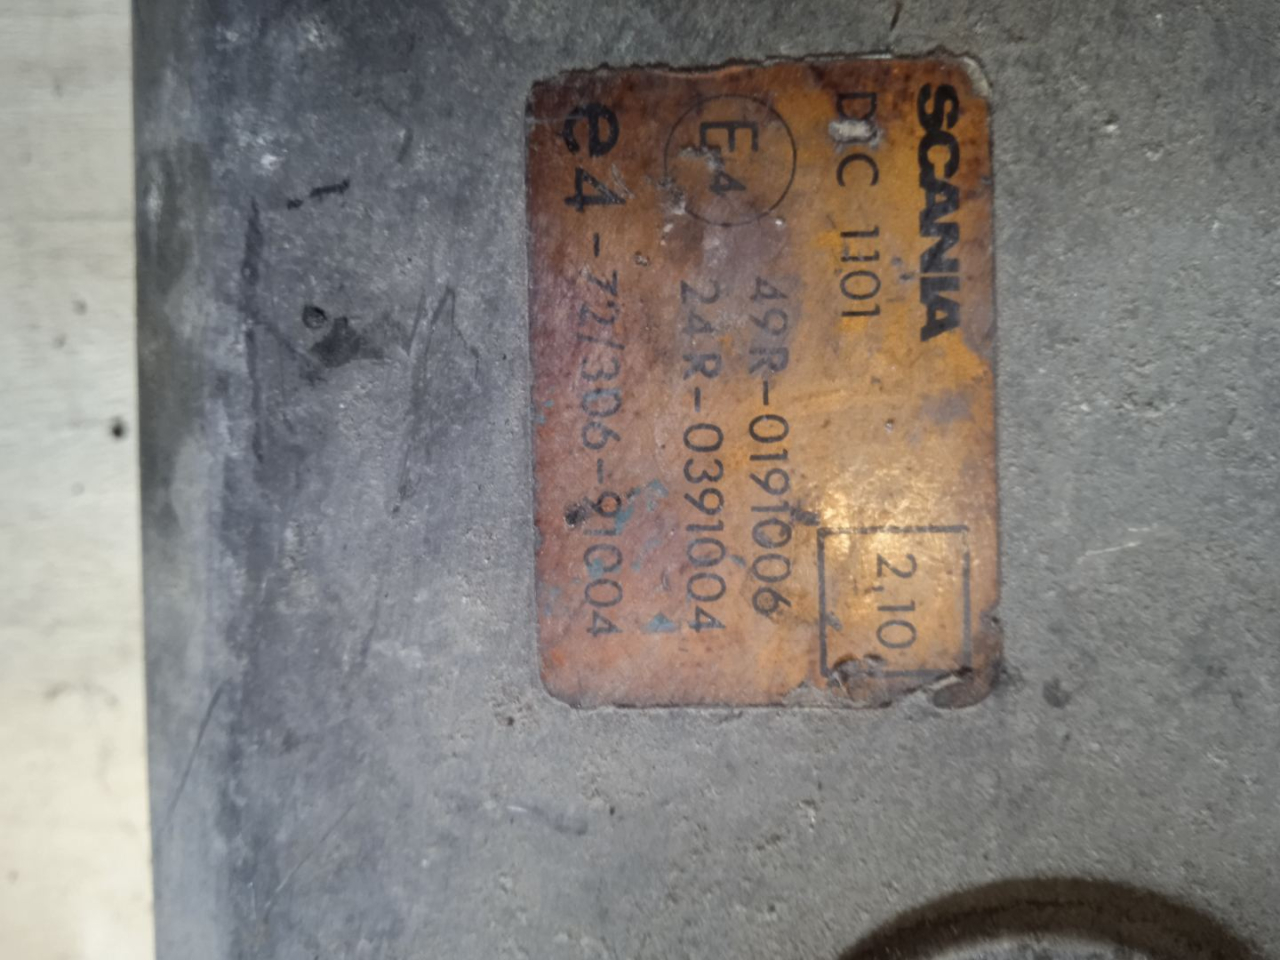 SCANIA
DC 1101
2,10
E4
49R-0191006
24R-0391004
e4-72/306-91004